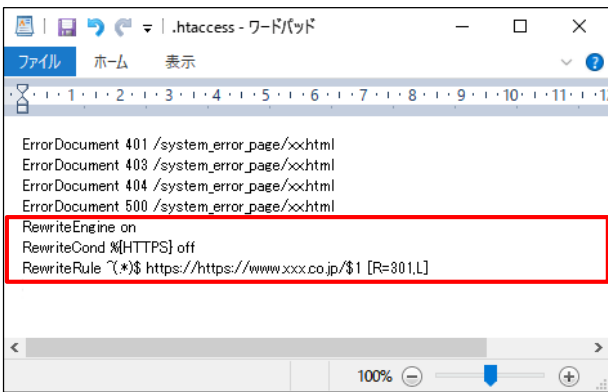 .htaccess - ワードパッド
ファイル ホーム 表示
1 2 3 4 5 6 7 8 9 10 11 12
ErrorDocument 401 /system_error_page/xx.html
ErrorDocument 403 /system_error_page/xx.html
ErrorDocument 404 /system_error_page/xx.html
ErrorDocument 500 /system_error_page/xx.html
RewriteEngine on
RewriteCond %{HTTPS} off
RewriteRule ^(.*)$ https://https://www.xxx.co.jp/$1 [R=301,L]
100%